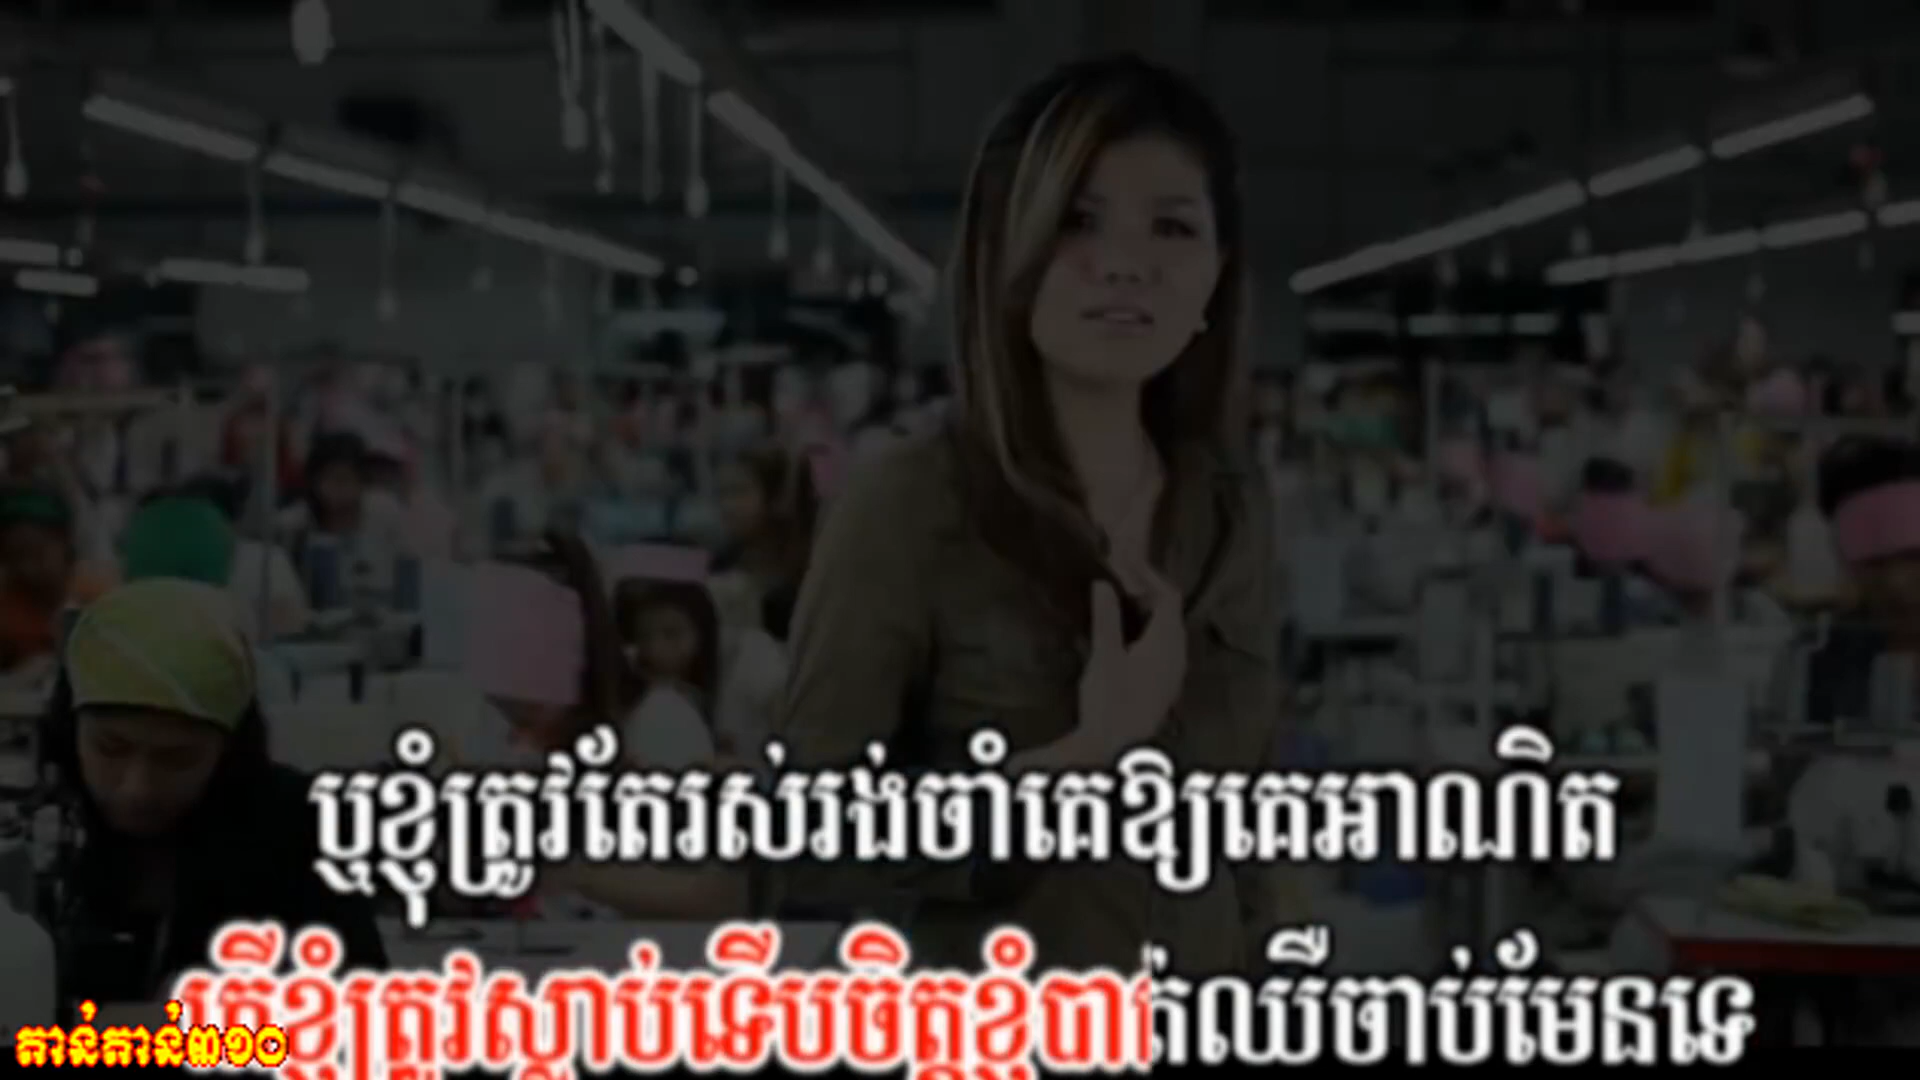 ឬខ្ញុំត្រូវតែរស់រង់ចាំគេឱ្យគេអាណិត
តើខ្ញុំត្រូវស្លាប់ទើបចិត្តខ្ញុំបាត់ឈឺចាប់មែនទេ
តាន់តាន់៣១០